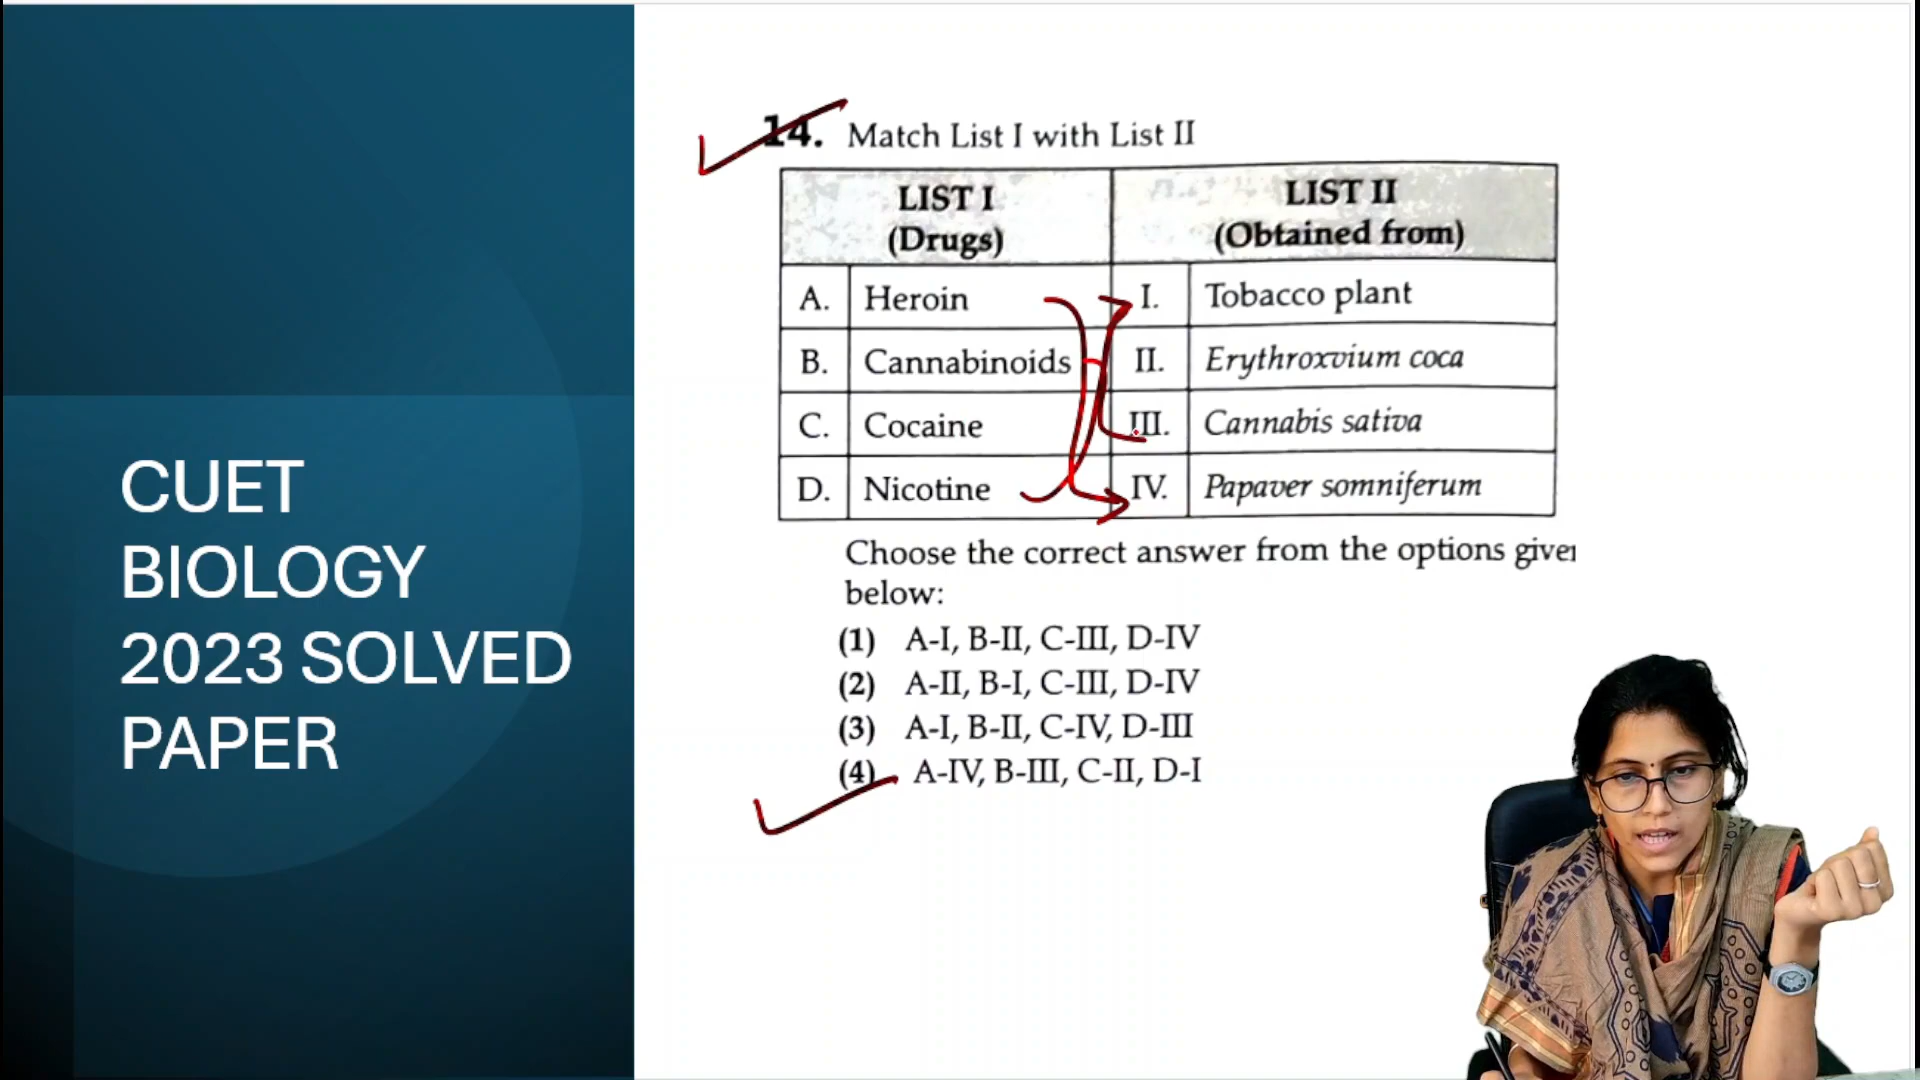 CUET
BIOLOGY
2023 SOLVED
PAPER
14. Match List I with List II
LIST I
(Drugs)
LIST II
(Obtained from)
A. Heroin I. Tobacco plant
B. Cannabinoids II. Erythroxvium coca
C. Cocaine III. Cannabis sativa
D. Nicotine IV. Papaver somniferum
Choose the correct answer from the options given
below:
(1) A-I, B-II, C-III, D-IV
(2) A-II, B-I, C-III, D-IV
(3) A-I, B-II, C-IV, D-III
(4) A-IV, B-III, C-II, D-I